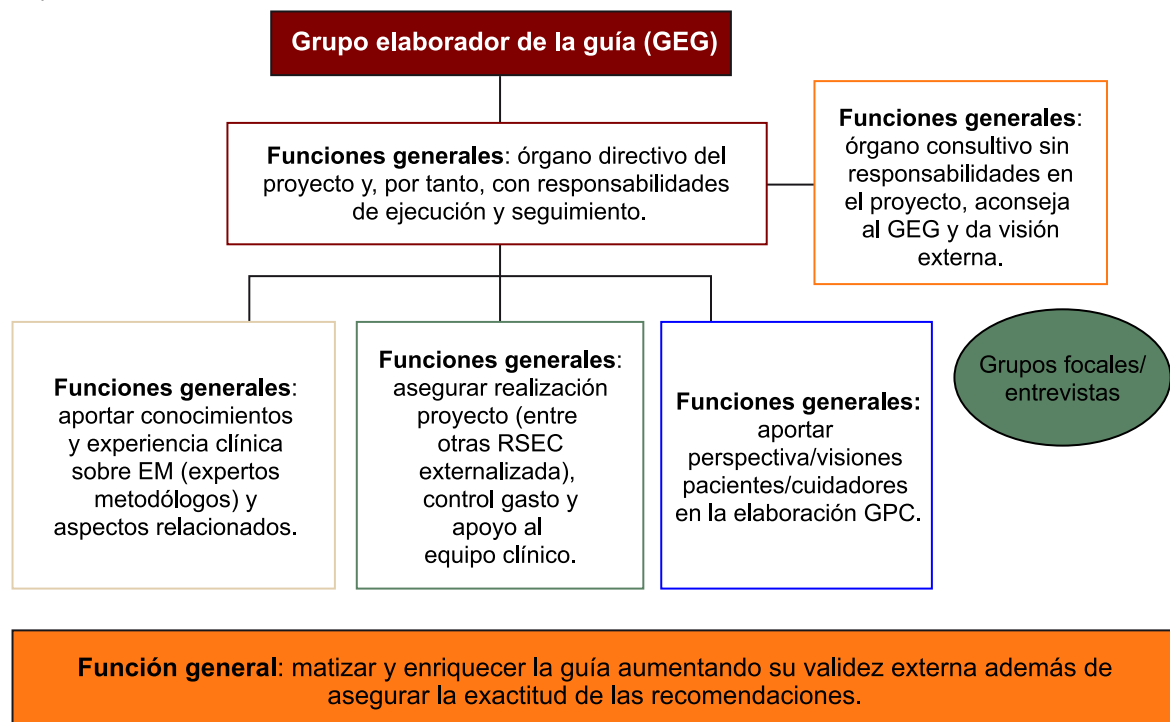 Grupo elaborador de la guía (GEG)
Funciones generales: órgano directivo del
proyecto y, por tanto, con responsabilidades
de ejecución y seguimiento.
Funciones generales:
órgano consultivo sin
responsabilidades en
el proyecto, aconseja
al GEG y da visión
externa.
Funciones generales:
aportar conocimientos
y experiencia clínica
sobre EM (expertos
metodólogos) y
aspectos relacionados.
Funciones generales:
asegurar realización
proyecto (entre
otras RSEC
externalizada),
control gasto y
apoyo al
equipo clínico.
Funciones generales:
aportar
perspectiva/visiones
pacientes/cuidadores
en la elaboración GPC.
Grupos focales/
entrevistas
Función general: matizar y enriquecer la guía aumentando su validez externa además de
asegurar la exactitud de las recomendaciones.